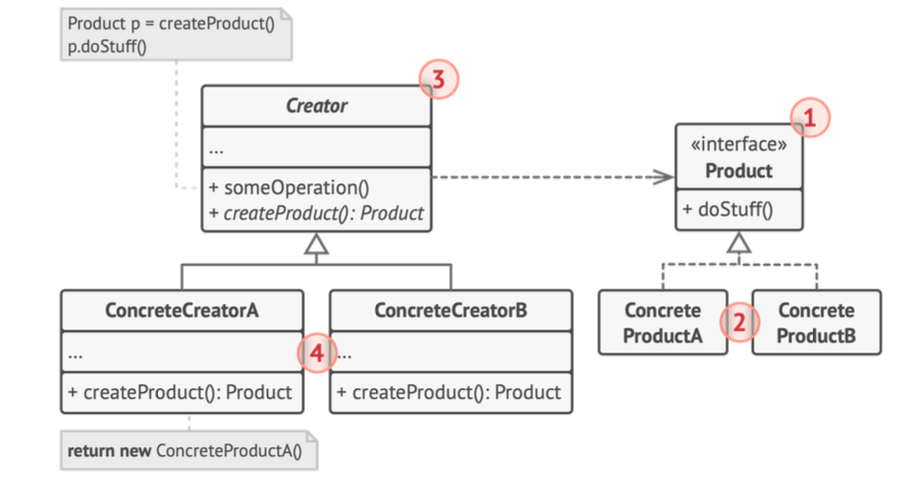 Product p = createProduct()
p.doStuff()
3
Creator
...
+ someOperation()
+ createProduct(): Product
1
«interface»
Product
+ doStuff()
ConcreteCreatorA
...
+ createProduct(): Product
4
ConcreteCreatorB
...
+ createProduct(): Product
Concrete
ProductA
2
Concrete
ProductB
return new ConcreteProductA()